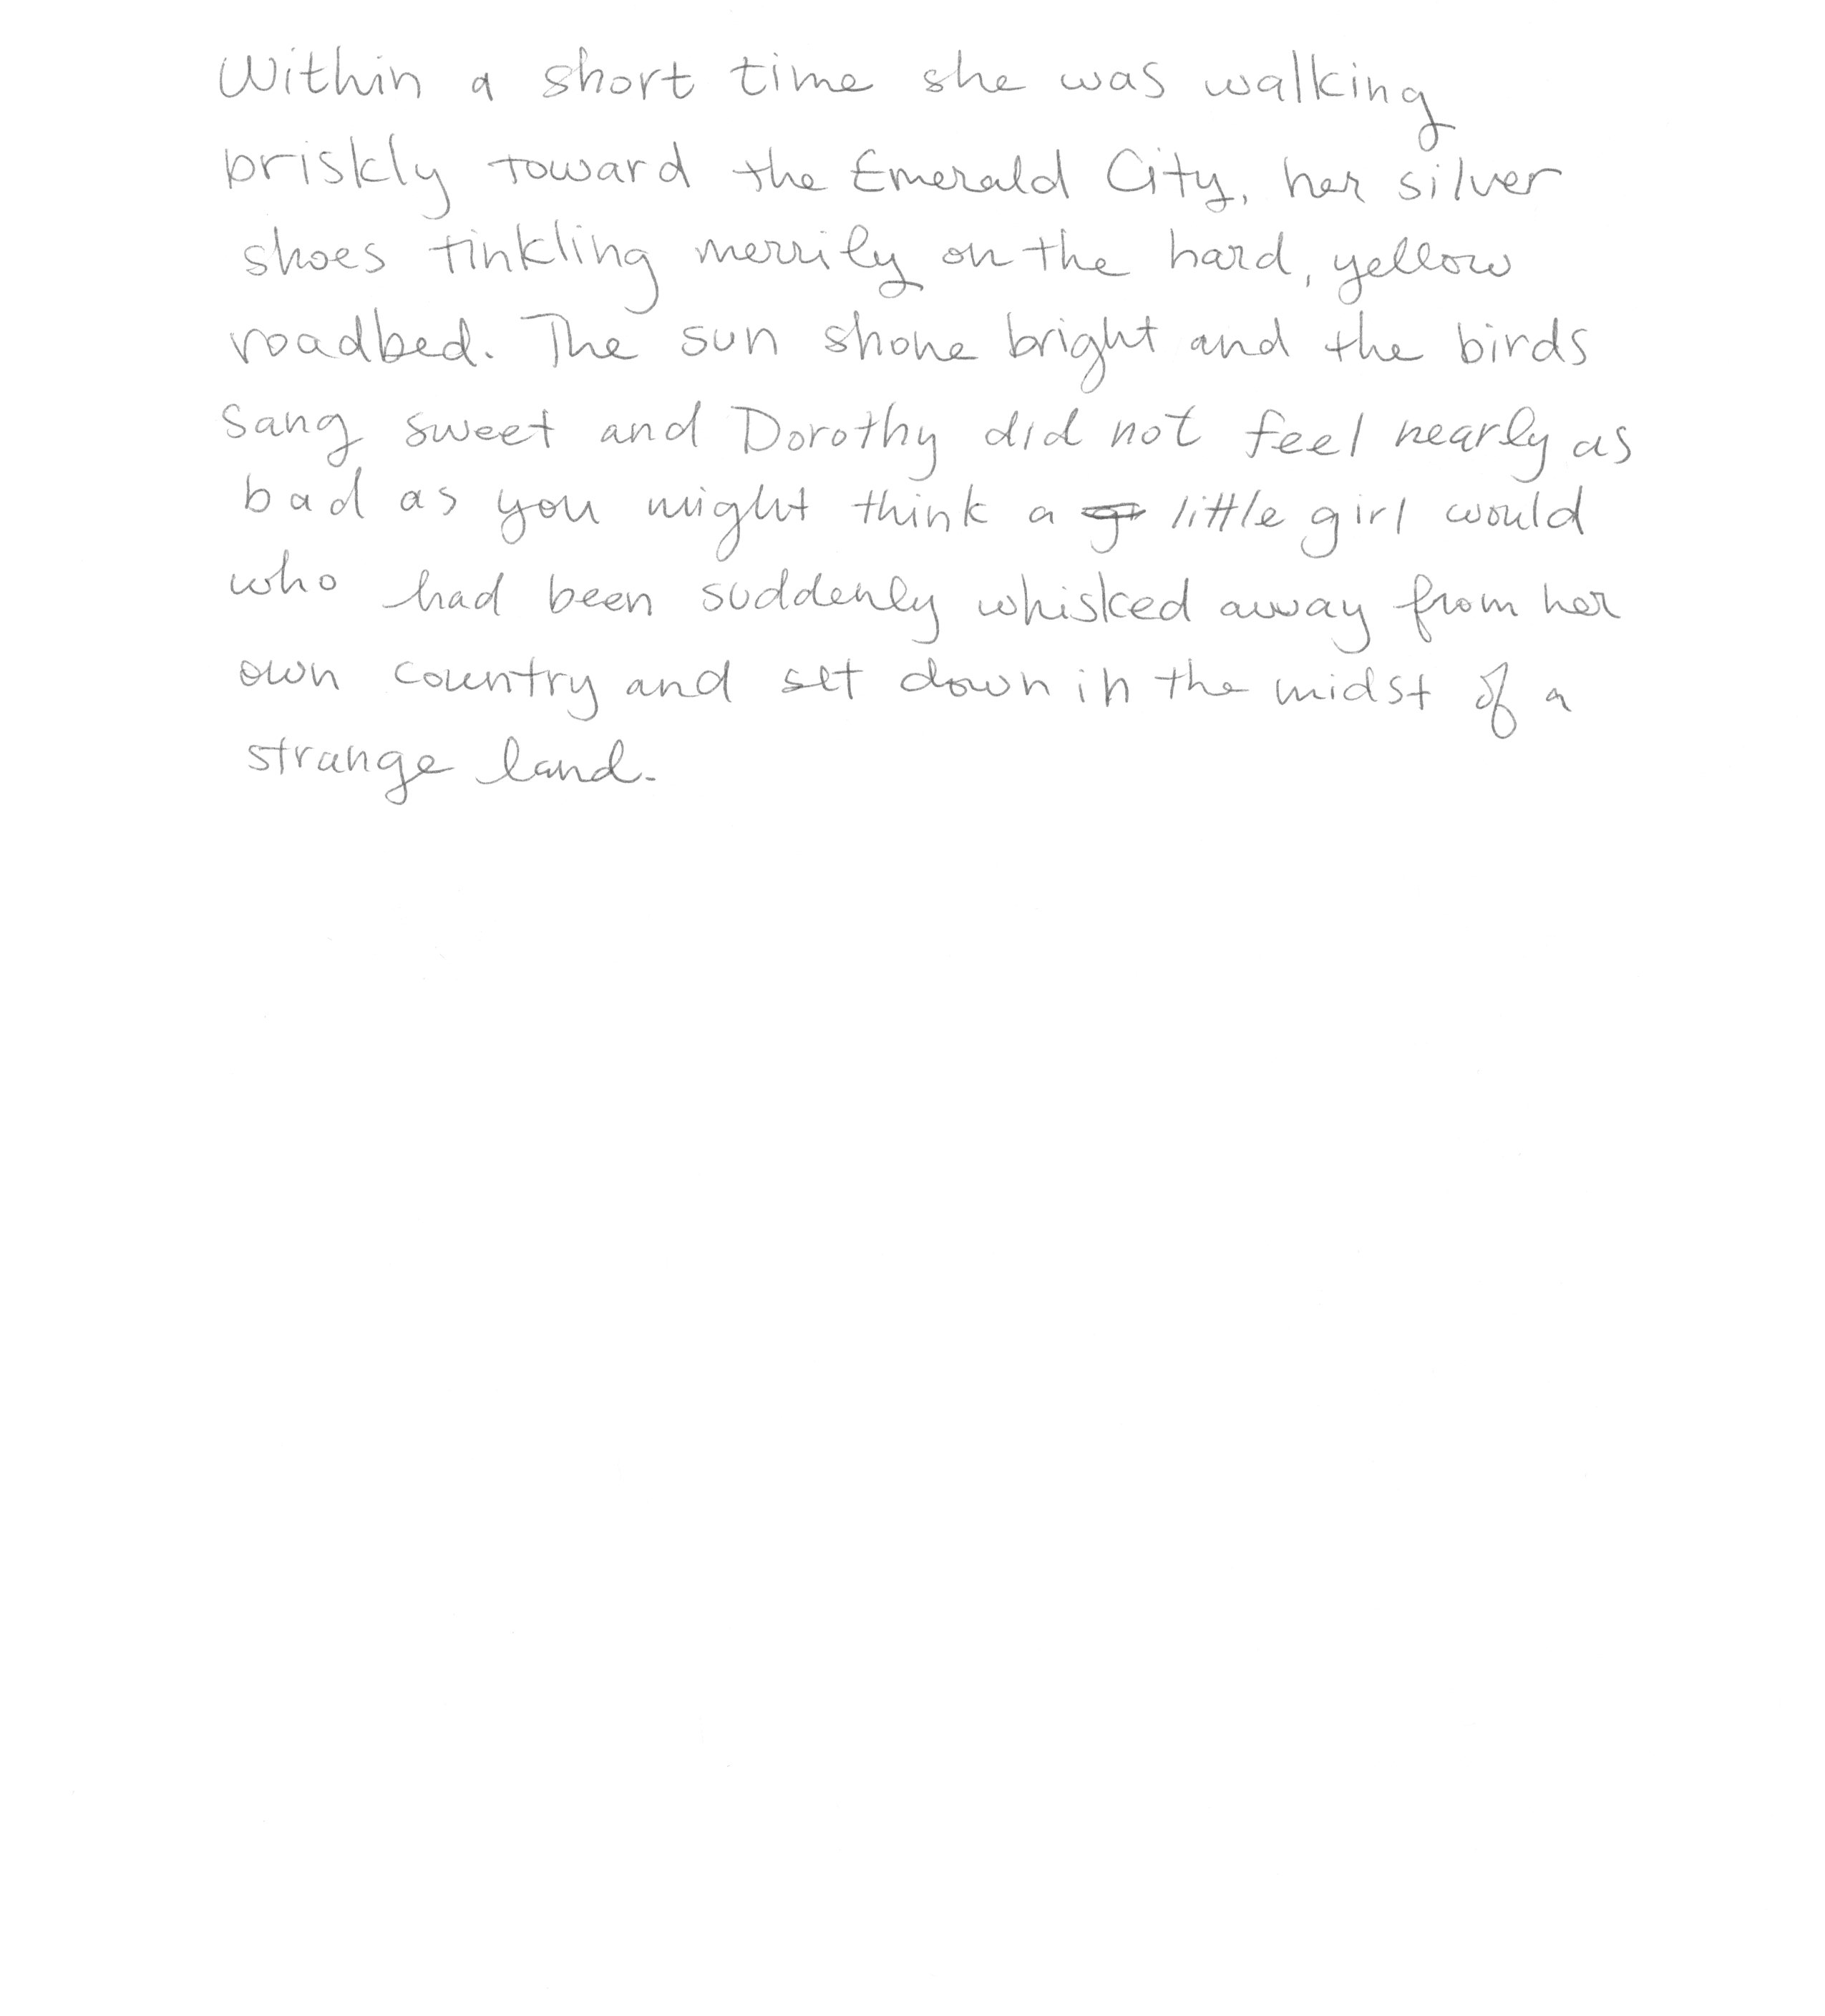 Within a short time she was walking
briskly toward the Emerald City, her silver
shoes tinkling merrily on the hard, yellow
roadbed. The sun shone bright and the birds
sang sweet and Dorothy did not feel nearly as
bad as you might think a little girl would
who had been suddenly whisked away from her
own country and set down in the midst of a
strange land.